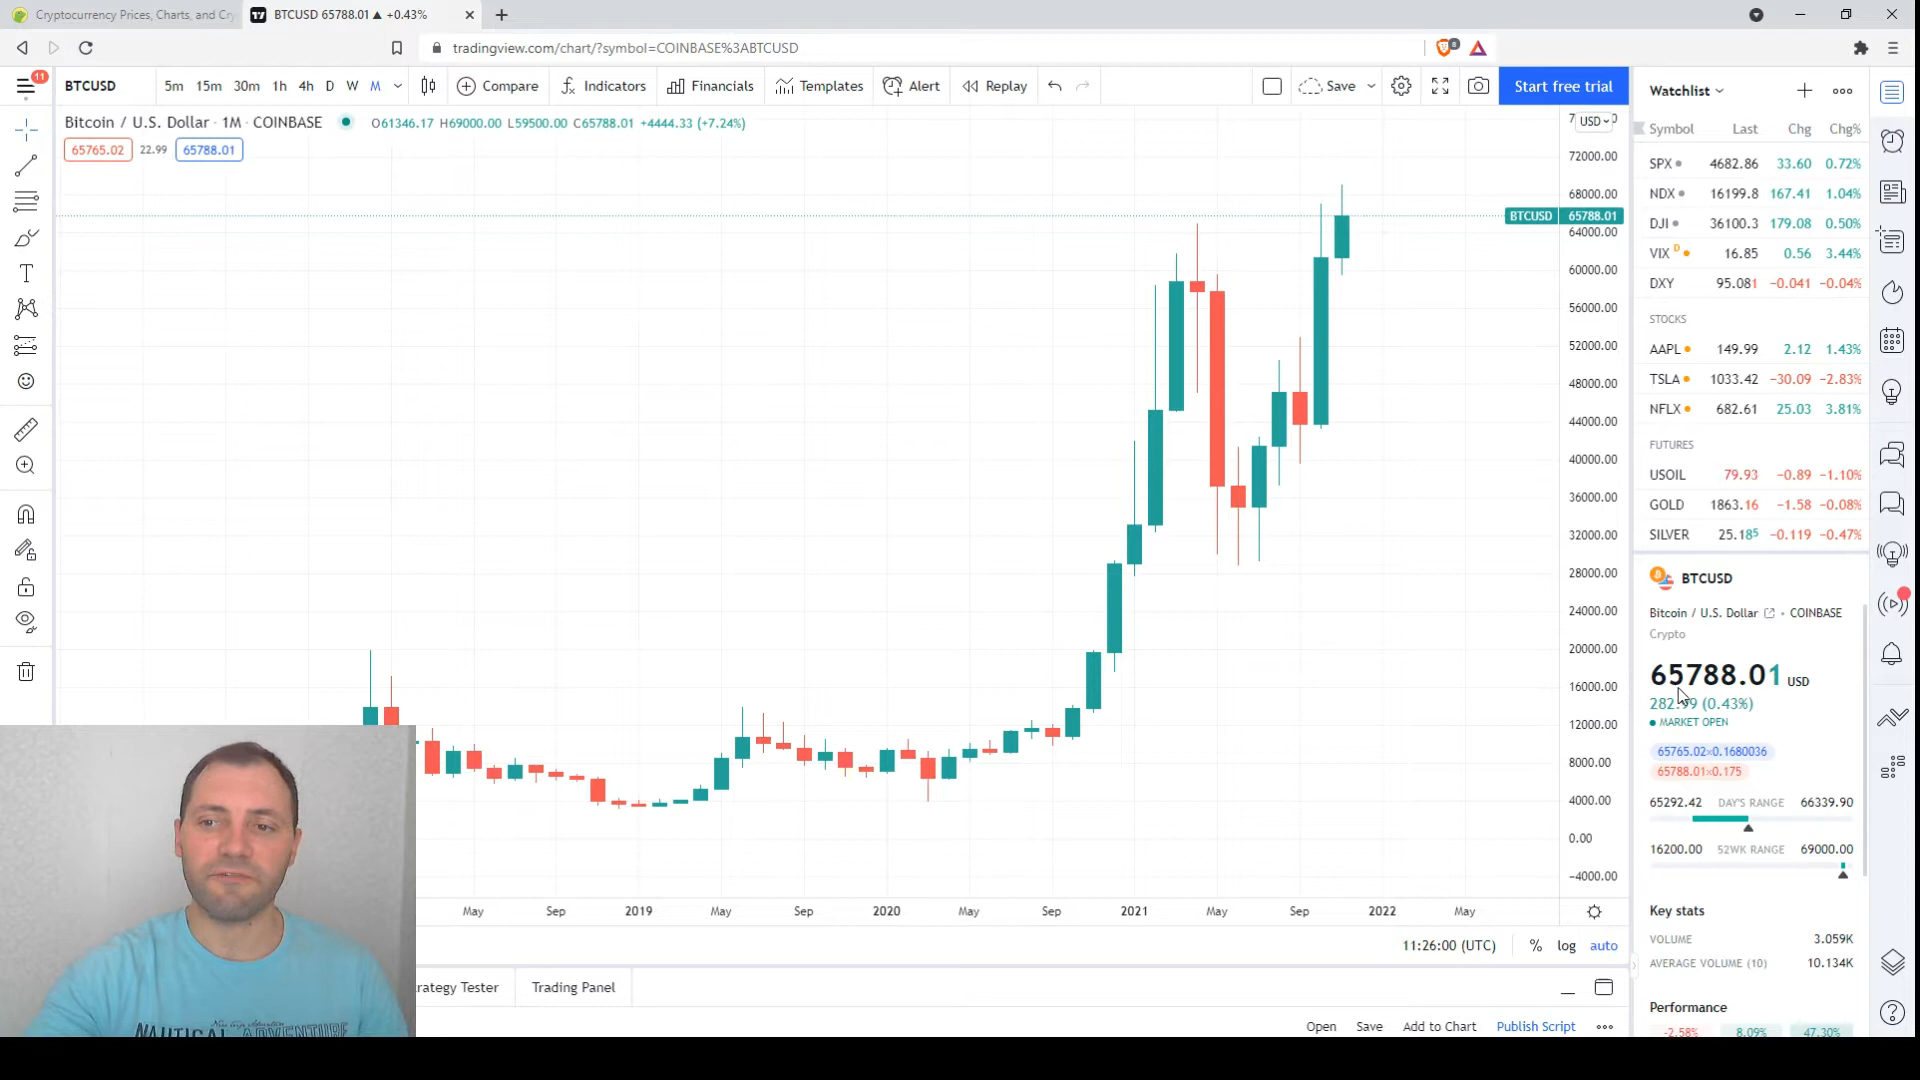 Cryptocurrency Prices, Charts, and Cry
BTCUSD 65788.01 ▲ +0.43%
tradingview.com/chart/?symbol=COINBASE%3ABTCUSD
8
11
BTCUSD 5m 15m 30m 1h 4h D W M Compare Indicators Financials Templates Alert Replay Save Start free trial
Bitcoin / U.S. Dollar · 1M · COINBASE O61346.17 H69000.00 L59500.00 C65788.01 +4444.33 (+7.24%)
65765.02 22.99 65788.01
USD
72000.00
68000.00
BTCUSD 65788.01
64000.00
60000.00
56000.00
52000.00
48000.00
44000.00
40000.00
36000.00
32000.00
28000.00
24000.00
20000.00
16000.00
12000.00
8000.00
4000.00
0.00
−4000.00
May Sep 2019 May Sep 2020 May Sep 2021 May Sep 2022 May
11:26:00 (UTC) % log auto
rategy Tester Trading Panel
Open Save Add to Chart Publish Script
NAUTICAL ADVENTURE
Watchlist
Symbol Last Chg Chg%
SPX 4682.86 33.60 0.72%
NDX 16199.8 167.41 1.04%
DJI 36100.3 179.08 0.50%
VIX D 16.85 0.56 3.44%
DXY 95.081 −0.041 −0.04%
STOCKS
AAPL 149.99 2.12 1.43%
TSLA 1033.42 −30.09 −2.83%
NFLX 682.61 25.03 3.81%
FUTURES
USOIL 79.93 −0.89 −1.10%
GOLD 1863.16 −1.58 −0.08%
SILVER 25.185 −0.119 −0.47%
BTCUSD
Bitcoin / U.S. Dollar · COINBASE
Crypto
65788.01 USD
282.99 (0.43%)
MARKET OPEN
65765.02×0.1680036
65788.01×0.175
65292.42 DAY'S RANGE 66339.90
16200.00 52WK RANGE 69000.00
Key stats
VOLUME 3.059K
AVERAGE VOLUME (10) 10.134K
Performance
-2.58% 8.09% 47.30%